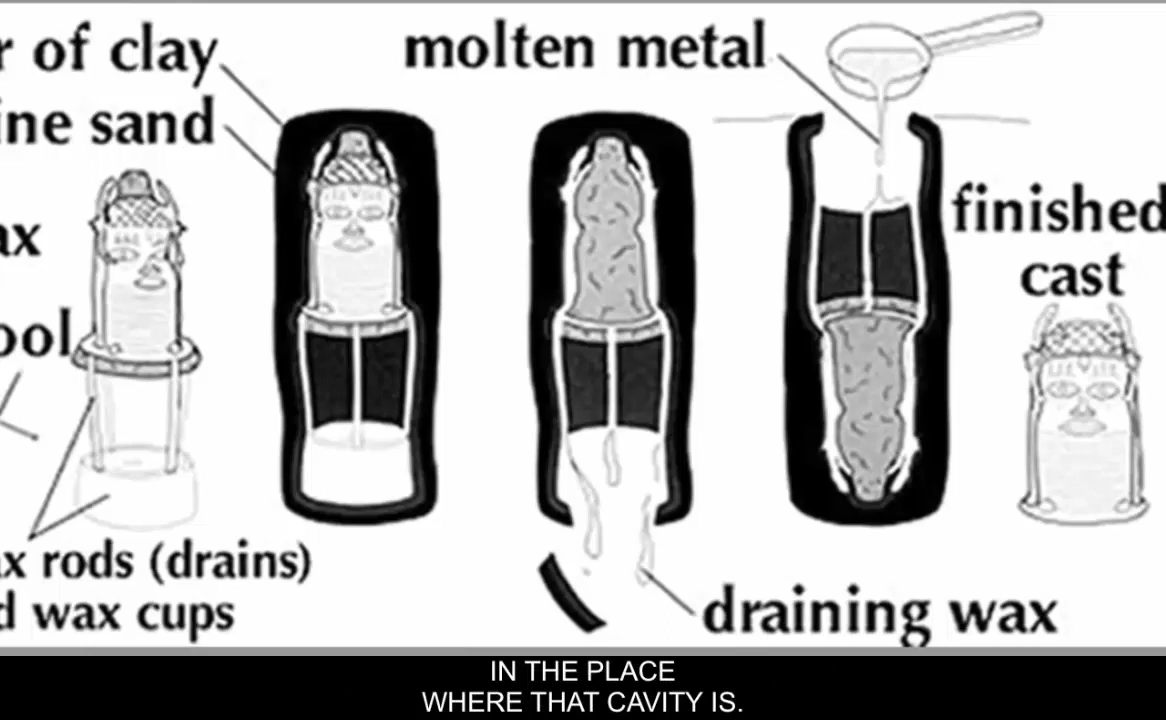 r of clay
ine sand
molten metal
finished
cast
ax
ool
x rods (drains)
d wax cups
draining wax
IN THE PLACE
WHERE THAT CAVITY IS.